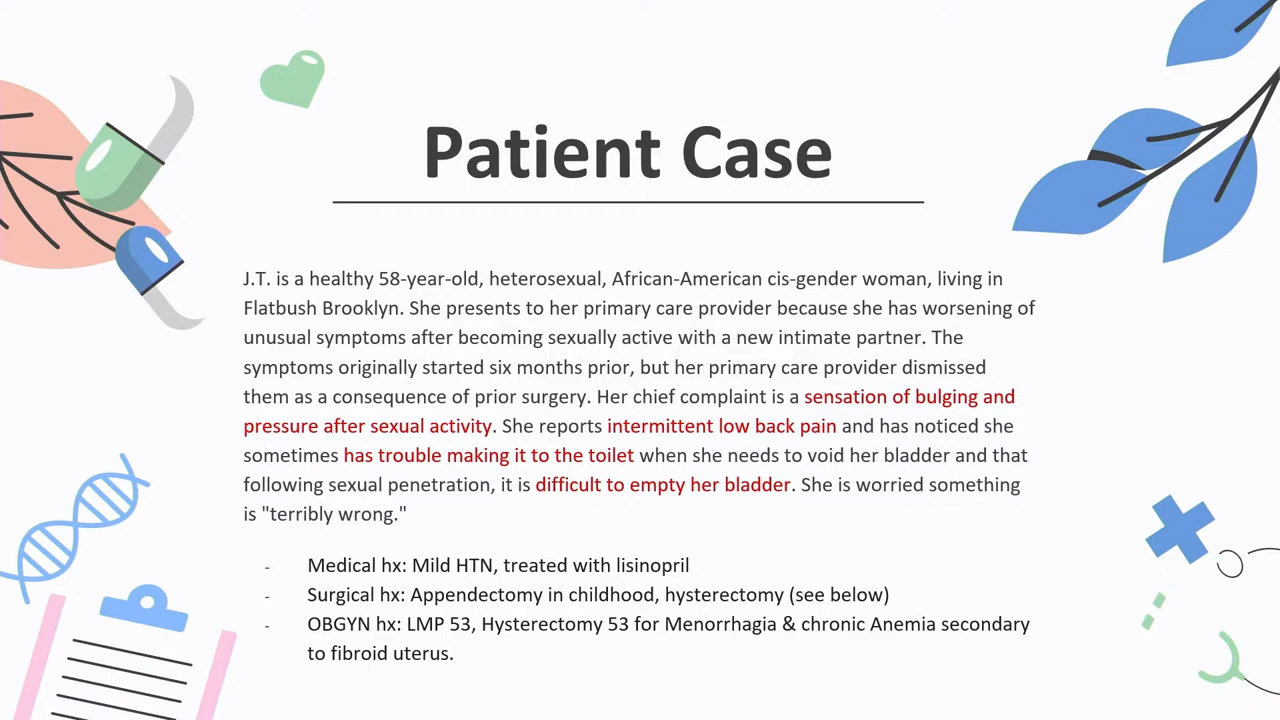 Patient Case
J.T. is a healthy 58-year-old, heterosexual, African-American cis-gender woman, living in
Flatbush Brooklyn. She presents to her primary care provider because she has worsening of
unusual symptoms after becoming sexually active with a new intimate partner. The
symptoms originally started six months prior, but her primary care provider dismissed
them as a consequence of prior surgery. Her chief complaint is a sensation of bulging and
pressure after sexual activity. She reports intermittent low back pain and has noticed she
sometimes has trouble making it to the toilet when she needs to void her bladder and that
following sexual penetration, it is difficult to empty her bladder. She is worried something
is "terribly wrong."
- Medical hx: Mild HTN, treated with lisinopril
- Surgical hx: Appendectomy in childhood, hysterectomy (see below)
- OBGYN hx: LMP 53, Hysterectomy 53 for Menorrhagia & chronic Anemia secondary
to fibroid uterus.